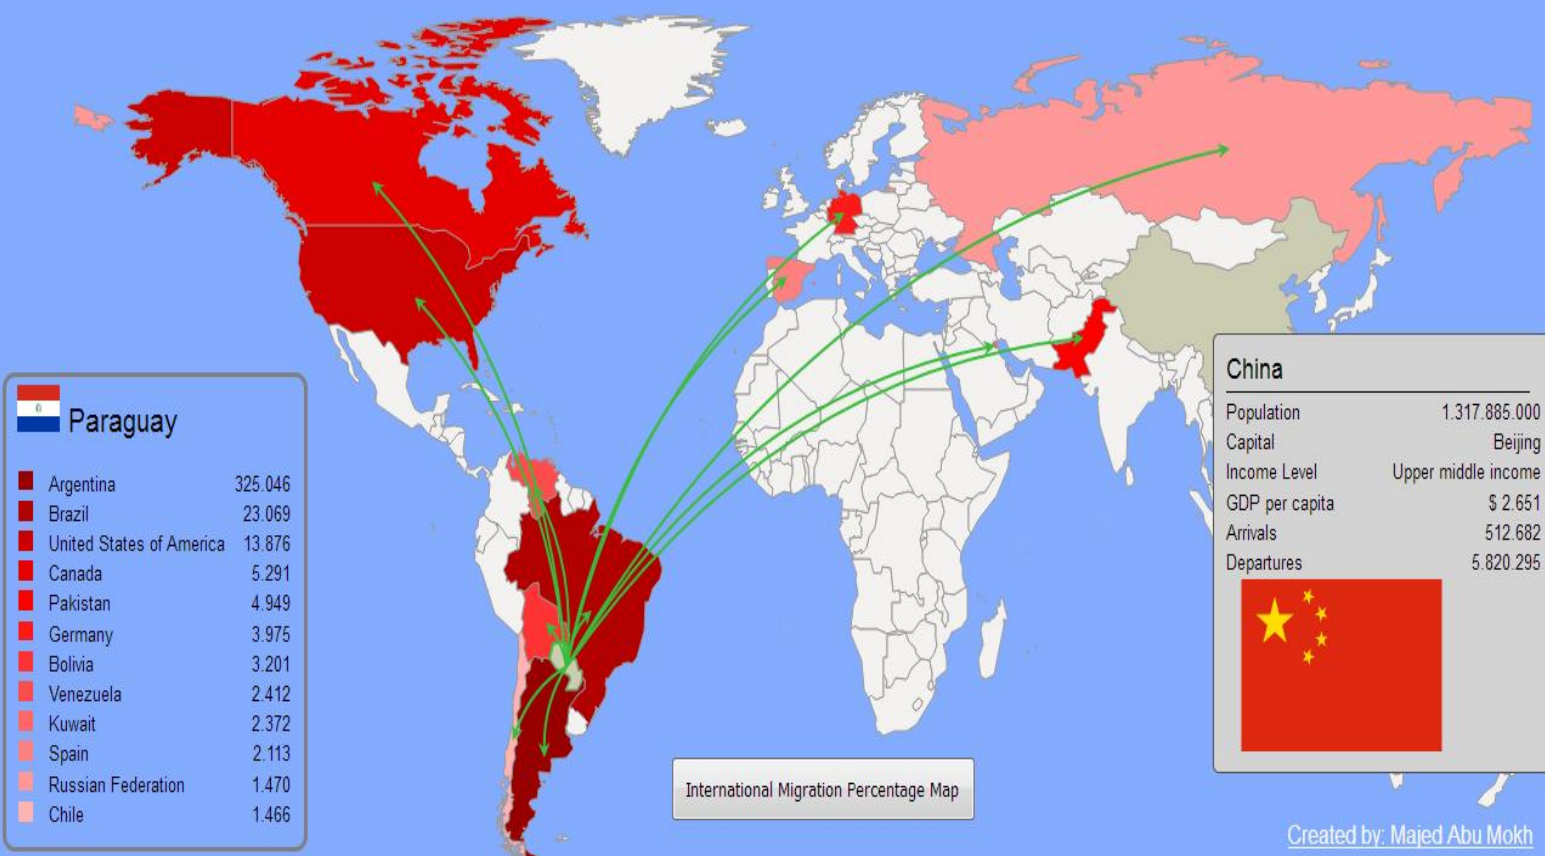 Paraguay
Argentina 325.046
Brazil 23.069
United States of America 13.876
Canada 5.291
Pakistan 4.949
Germany 3.975
Bolivia 3.201
Venezuela 2.412
Kuwait 2.372
Spain 2.113
Russian Federation 1.470
Chile 1.466
China
Population 1.317.885.000
Capital Beijing
Income Level Upper middle income
GDP per capita $ 2.651
Arrivals 512.682
Departures 5.820.295
International Migration Percentage Map
Created by: Majed Abu Mokh